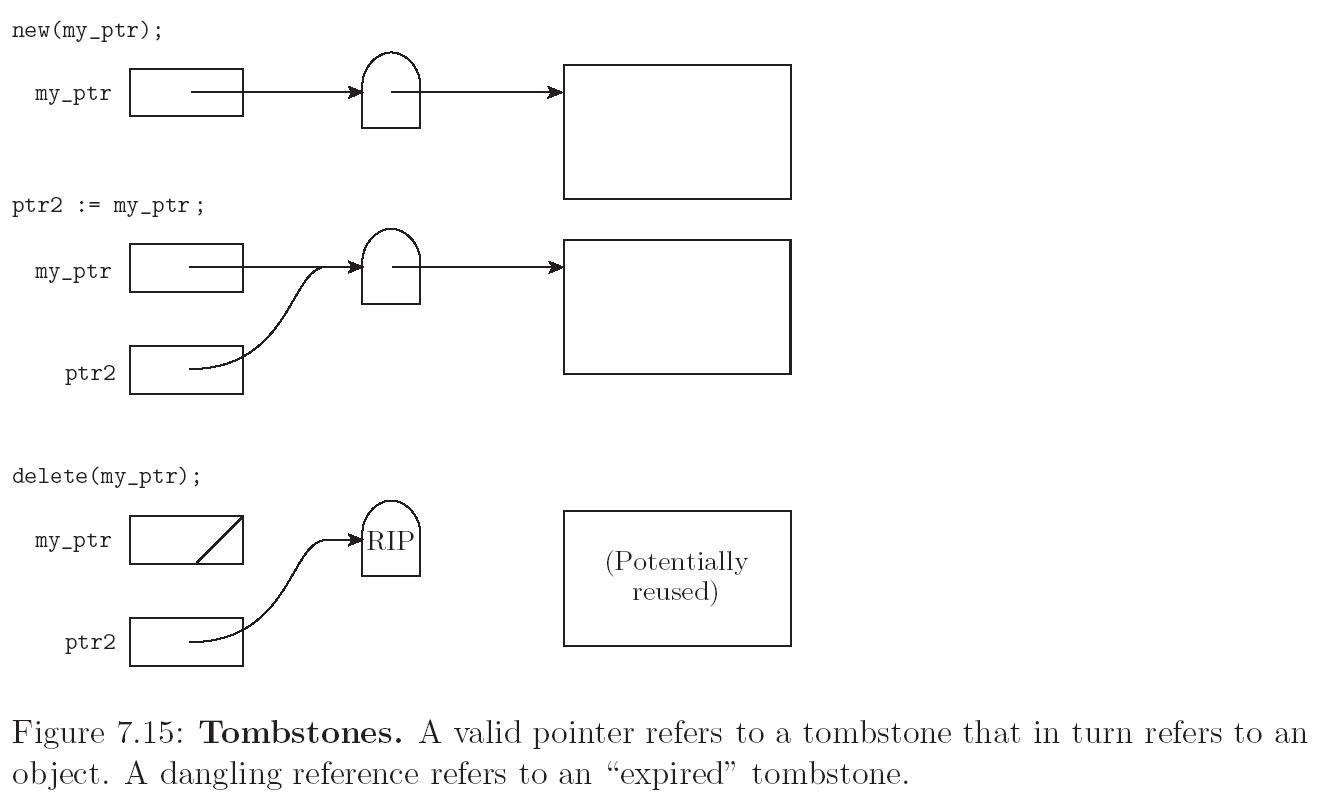 new(my_ptr);
my_ptr
ptr2 := my_ptr;
my_ptr
ptr2
delete(my_ptr);
my_ptr
RIP
(Potentially
reused)
ptr2
Figure 7.15: Tombstones. A valid pointer refers to a tombstone that in turn refers to an
object. A dangling reference refers to an “expired” tombstone.